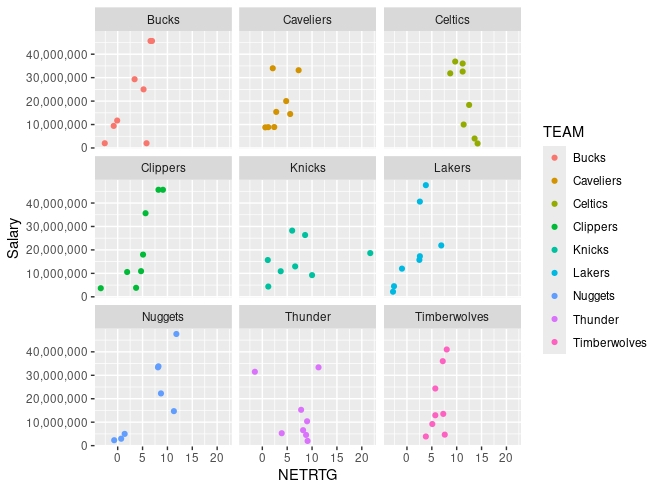 Bucks Caveliers Celtics
40,000,000
30,000,000
20,000,000
10,000,000
0
Clippers Knicks Lakers
40,000,000
30,000,000
20,000,000
10,000,000
0
Nuggets Thunder Timberwolves
40,000,000
30,000,000
20,000,000
10,000,000
0
0 5 10 15 20 0 5 10 15 20 0 5 10 15 20
NETRTG
Salary
TEAM
Bucks
Caveliers
Celtics
Clippers
Knicks
Lakers
Nuggets
Thunder
Timberwolves